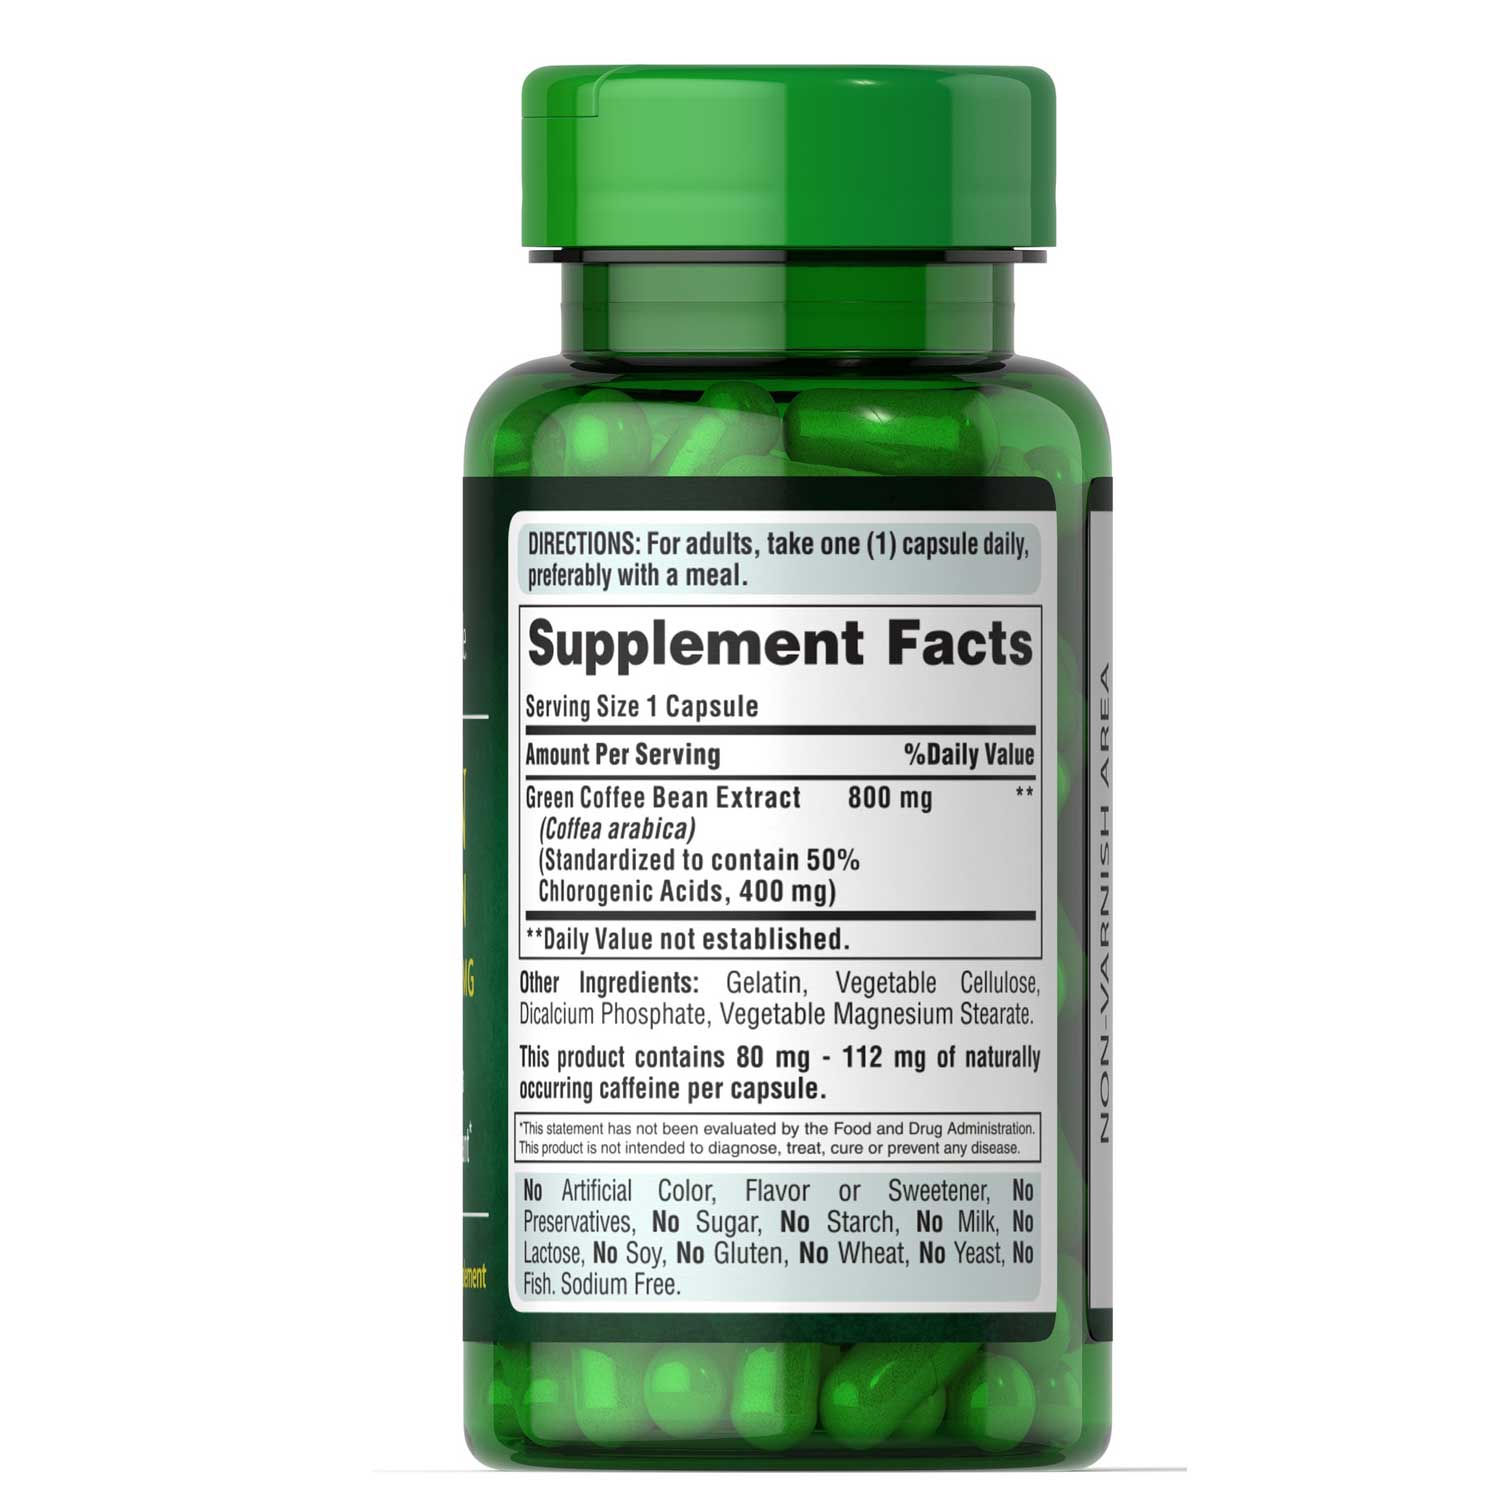 DIRECTIONS: For adults, take one (1) capsule daily,
preferably with a meal.
Supplement Facts
Serving Size 1 Capsule
Amount Per Serving %Daily Value
Green Coffee Bean Extract 800 mg **
(Coffea arabica)
(Standardized to contain 50%
Chlorogenic Acids, 400 mg)
**Daily Value not established.
Other Ingredients: Gelatin, Vegetable Cellulose,
Dicalcium Phosphate, Vegetable Magnesium Stearate.
This product contains 80 mg - 112 mg of naturally
occurring caffeine per capsule.
*This statement has not been evaluated by the Food and Drug Administration.
This product is not intended to diagnose, treat, cure or prevent any disease.
No Artificial Color, Flavor or Sweetener, No
Preservatives, No Sugar, No Starch, No Milk, No
Lactose, No Soy, No Gluten, No Wheat, No Yeast, No
Fish. Sodium Free.
MG
NON-VARNISH AREA